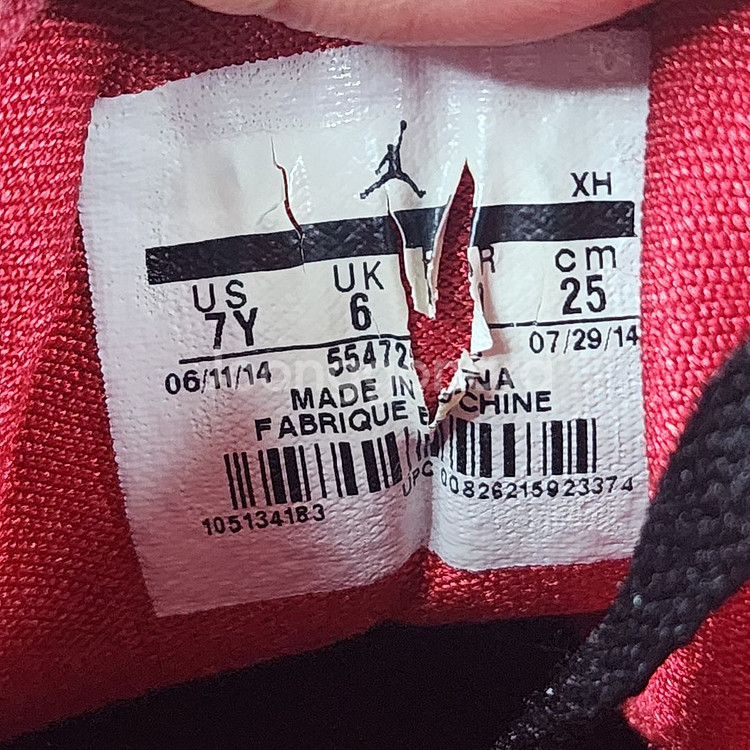 XH
US UK cm
7Y 6 25
06/11/14 07/29/14
MADE IN
FABRIQUE CHINE
UPC 00826215923374
105134183